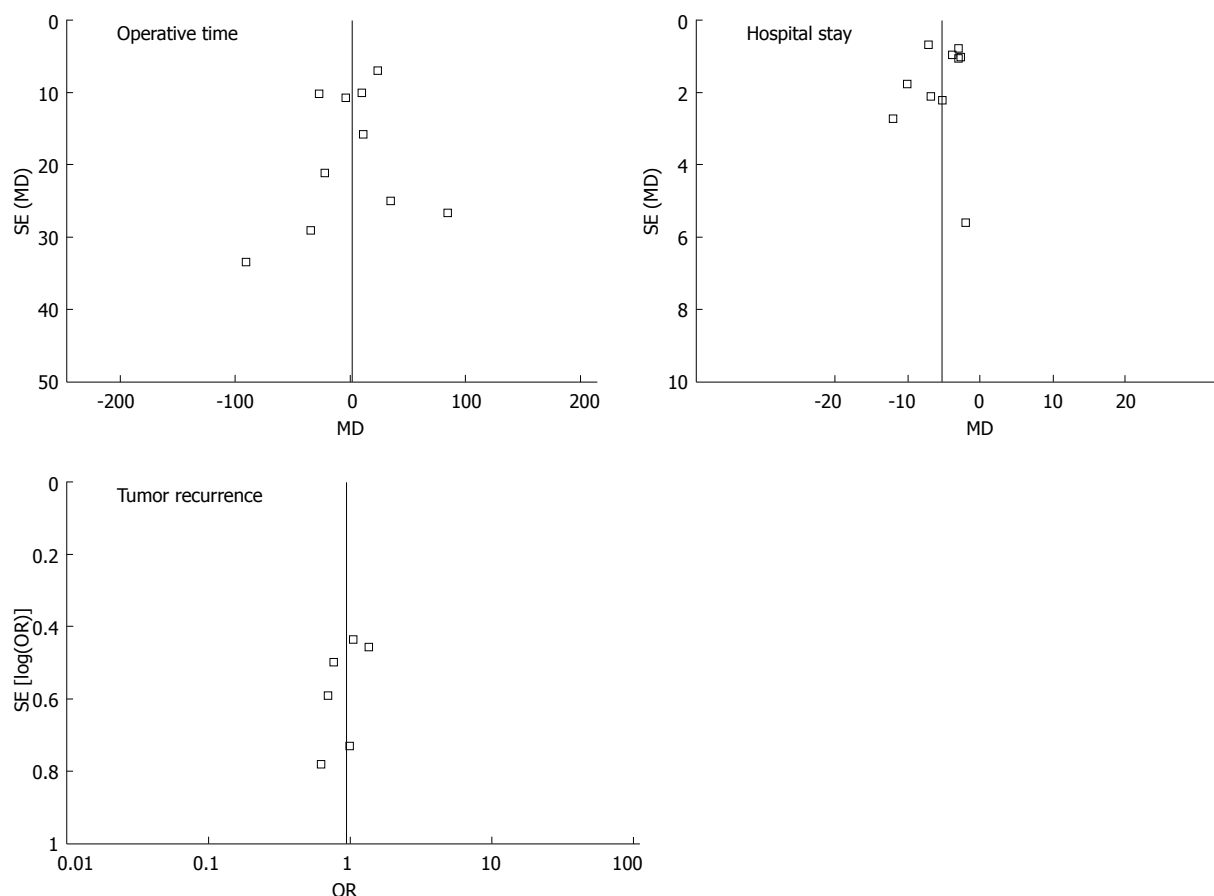 Operative time
0
10
20
30
40
50
SE (MD)
-200 -100 0 100 200
MD
Hospital stay
0
2
4
6
8
10
SE (MD)
-20 -10 0 10 20
MD
Tumor recurrence
0
0.2
0.4
0.6
0.8
1
SE [log(OR)]
0.01 0.1 1 10 100
OR